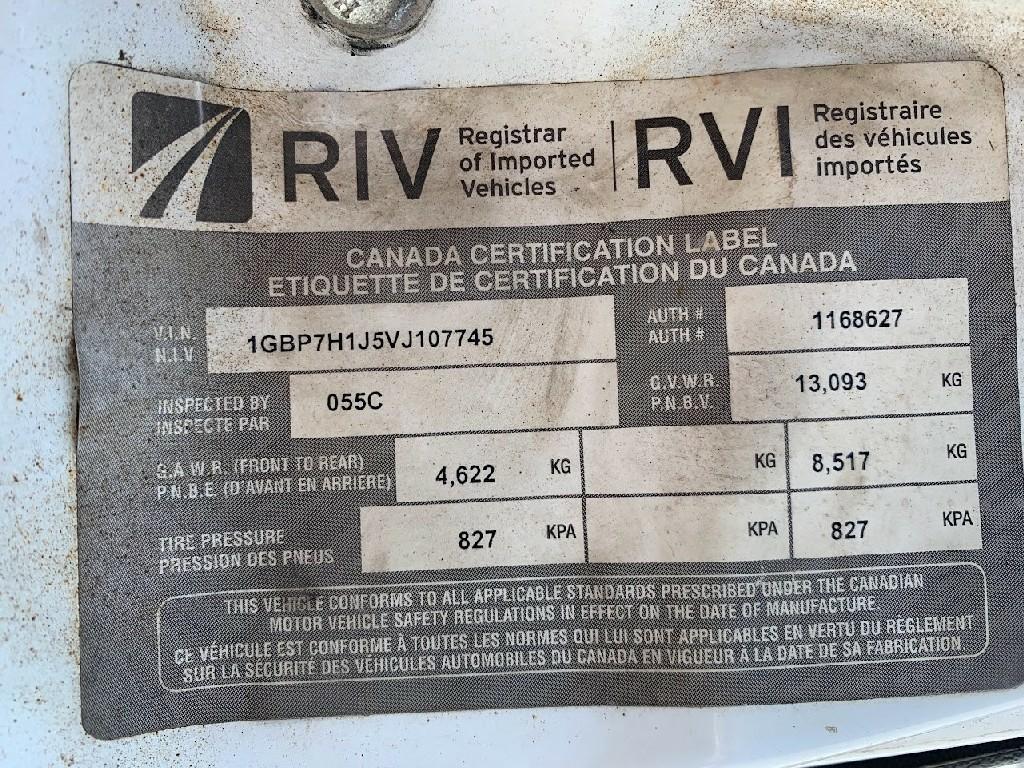 RIV Registrar of Imported Vehicles | RVI Registraire des véhicules importés
CANADA CERTIFICATION LABEL
ETIQUETTE DE CERTIFICATION DU CANADA
V.I.N. 1GBP7H1J5VJ107745 AUTH # 1168627
N.I.V. AUTH #
INSPECTED BY 055C G.V.W.R. 13,093 KG
INSPECTE PAR P.N.B.V.
G.A.W.R. (FRONT TO REAR) 4,622 KG KG 8,517 KG
P.N.B.E. (D'AVANT EN ARRIERE)
TIRE PRESSURE 827 KPA KPA 827 KPA
PRESSION DES PNEUS
THIS VEHICLE CONFORMS TO ALL APPLICABLE STANDARDS PRESCRIBED UNDER THE CANADIAN
MOTOR VEHICLE SAFETY REGULATIONS IN EFFECT ON THE DATE OF MANUFACTURE
CE VÉHICULE EST CONFORME À TOUTES LES NORMES QUI LUI SONT APPLICABLES EN VERTU DU RÈGLEMENT
SUR LA SÉCURITÉ DES VÉHICULES AUTOMOBILES DU CANADA EN VIGUEUR À LA DATE DE SA FABRICATION